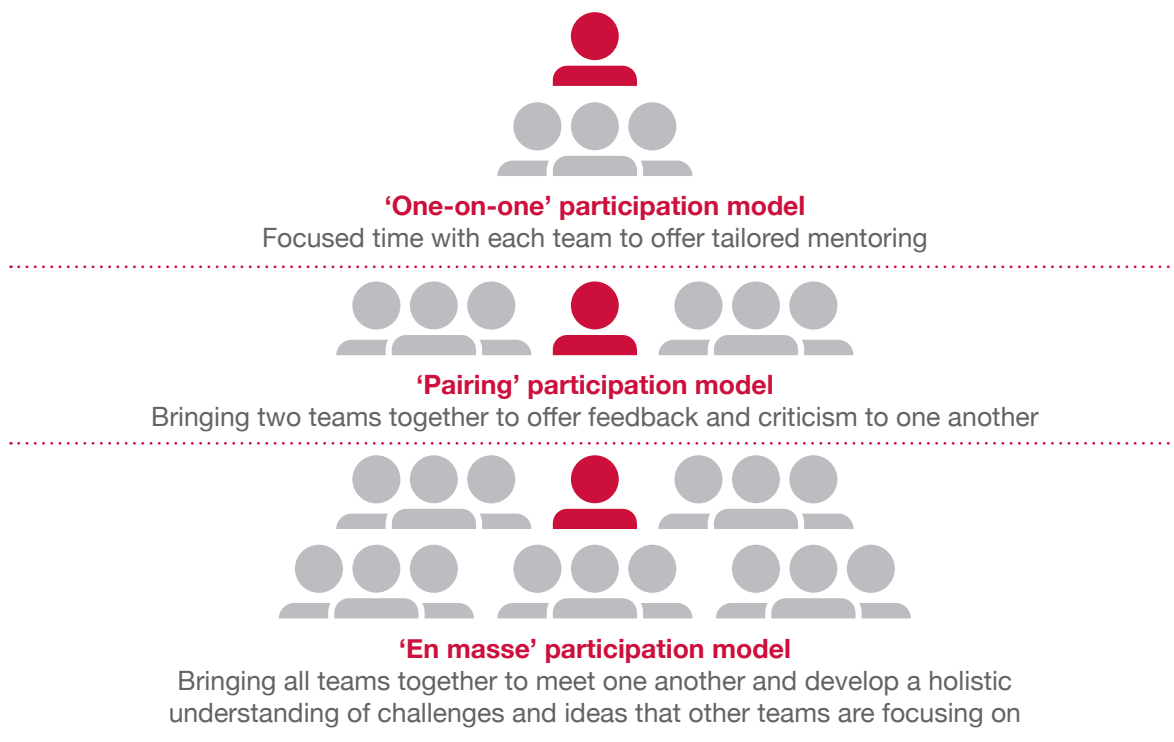 ‘One-on-one’ participation model
Focused time with each team to offer tailored mentoring
‘Pairing’ participation model
Bringing two teams together to offer feedback and criticism to one another
‘En masse’ participation model
Bringing all teams together to meet one another and develop a holistic
understanding of challenges and ideas that other teams are focusing on